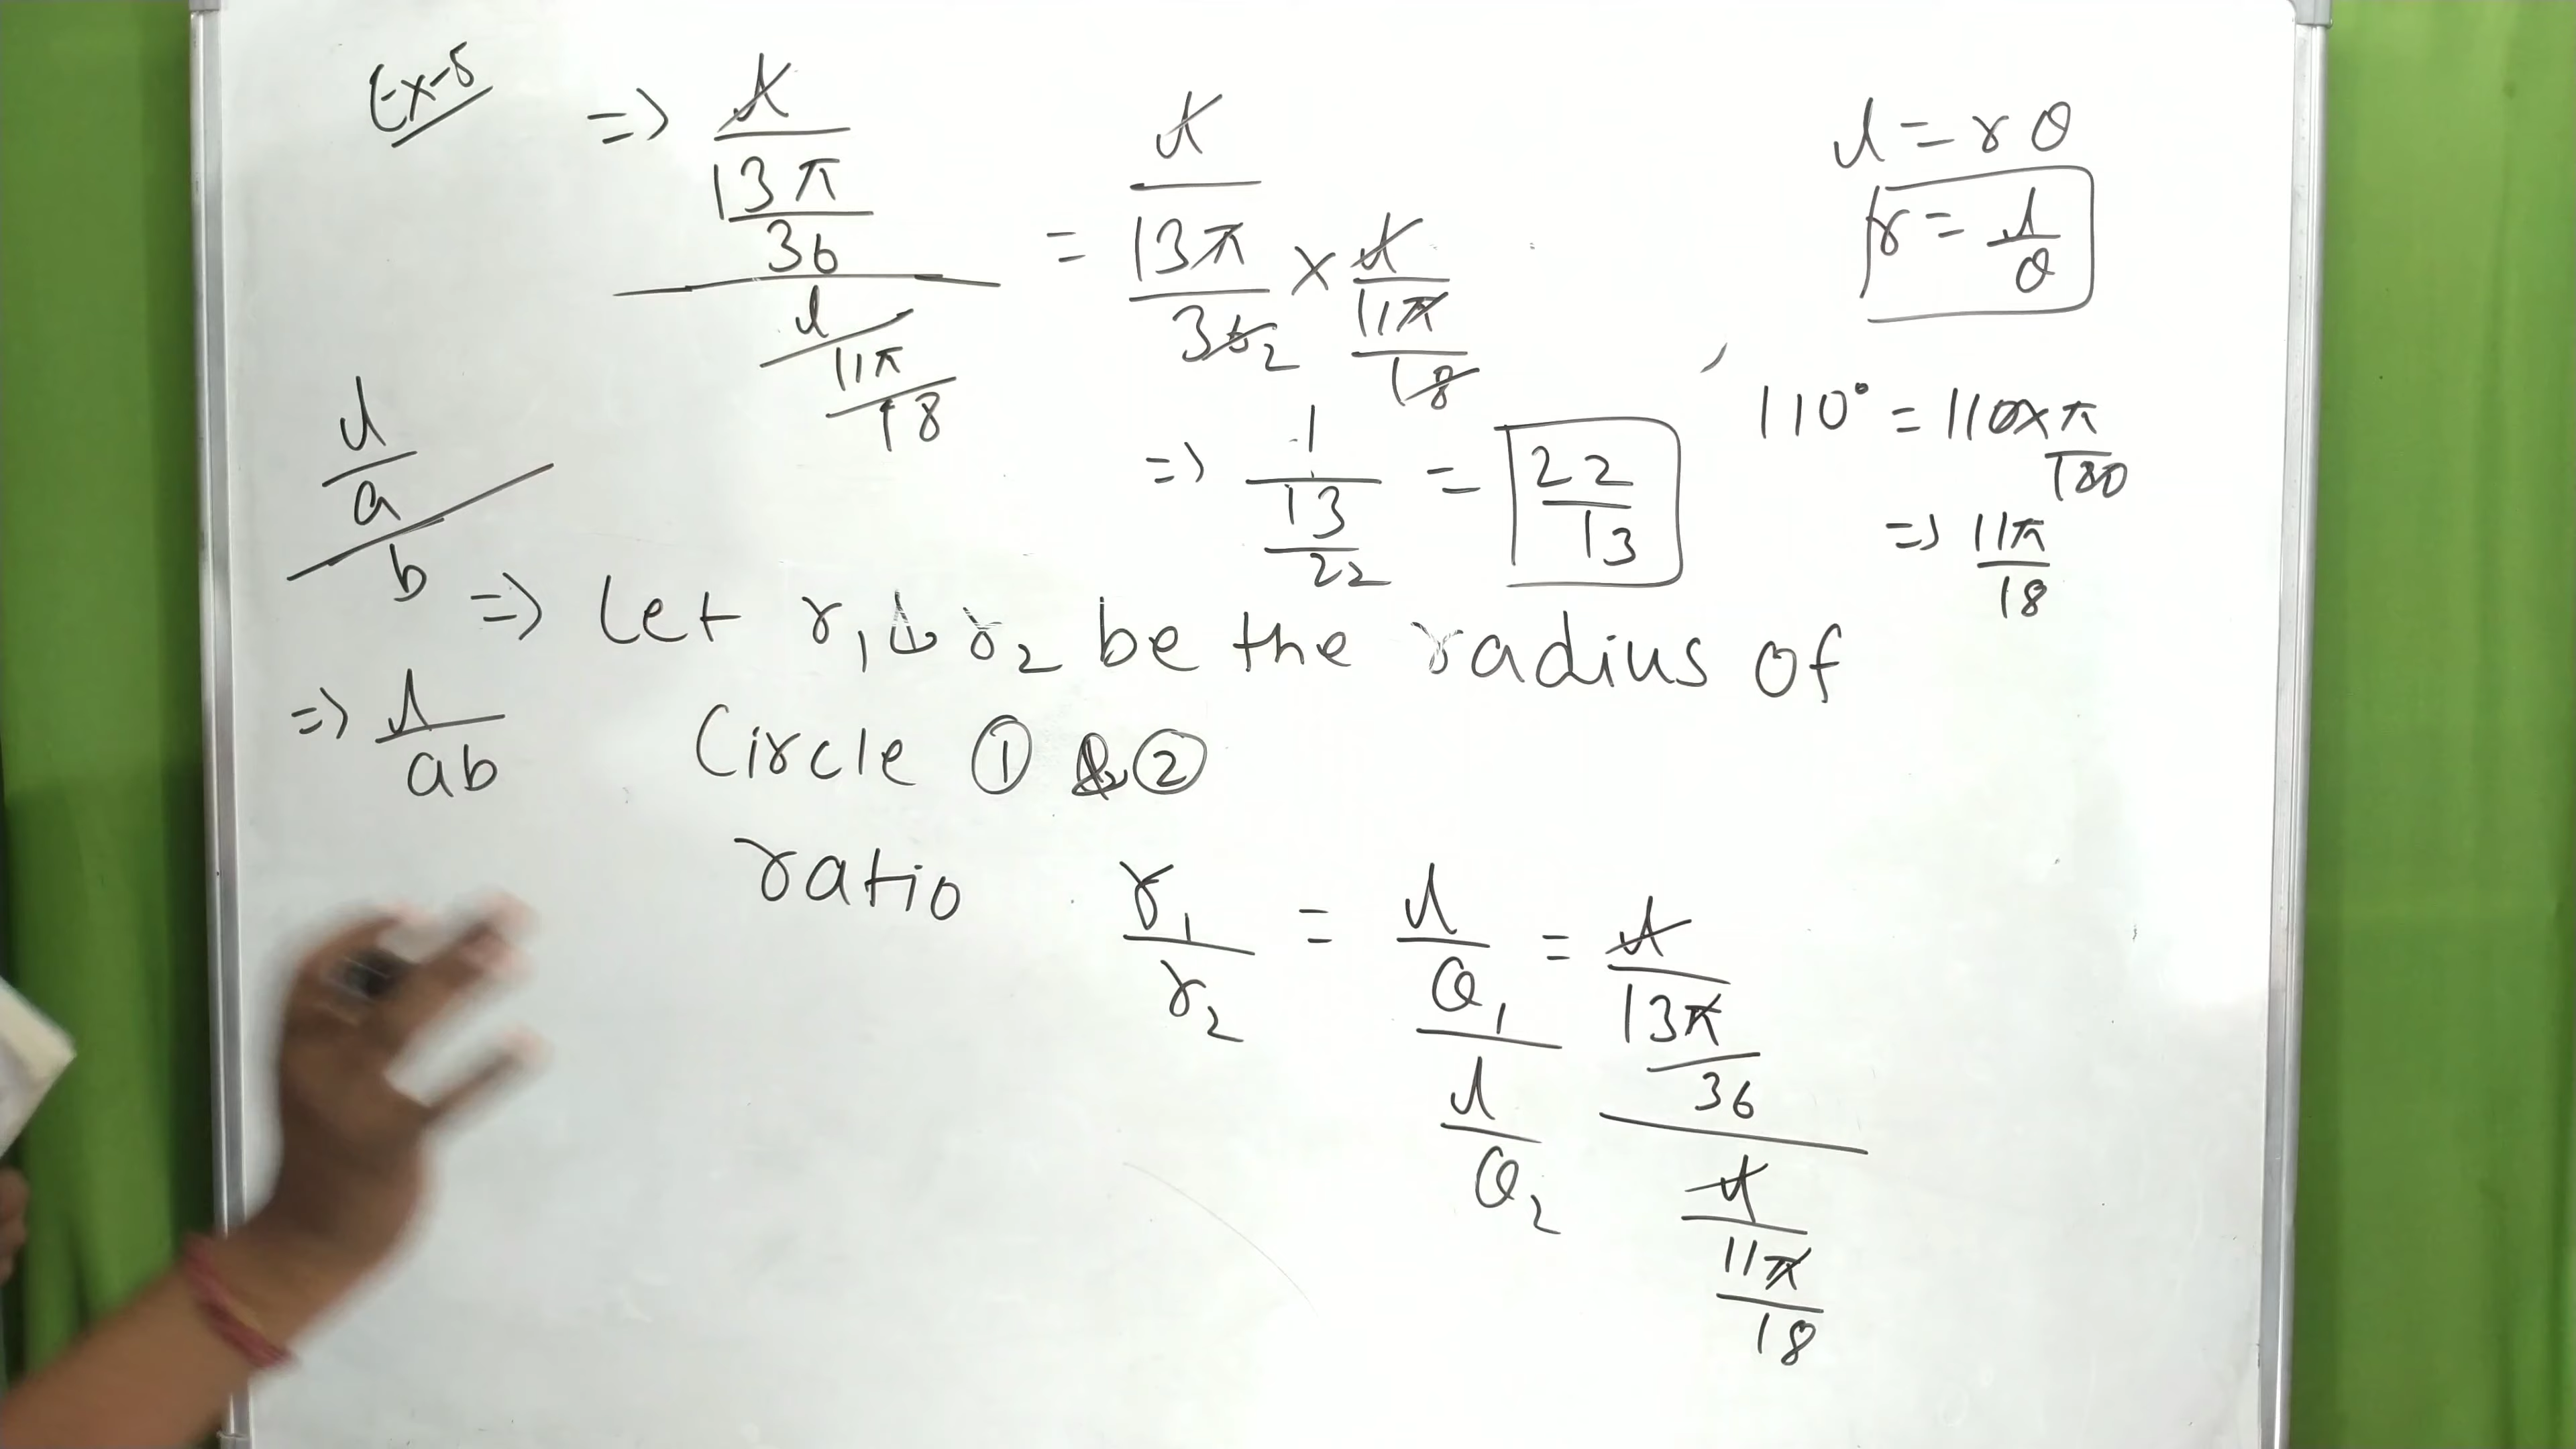 Ex-5
=> l/(13π/36) / l/(11π/18) = l/(13π/362 × l/(11π/18))
l = rθ
r = l/θ
110° = 110×π/180
=> 11π/18
=> 1/(13/22) = 22/13
l/a / b
=> l/ab
=> Let r1 & r2 be the radius of
Circle ① & ②
ratio r1/r2 = l/θ1 / l/θ2 = l/(13π/36) / l/(11π/18)